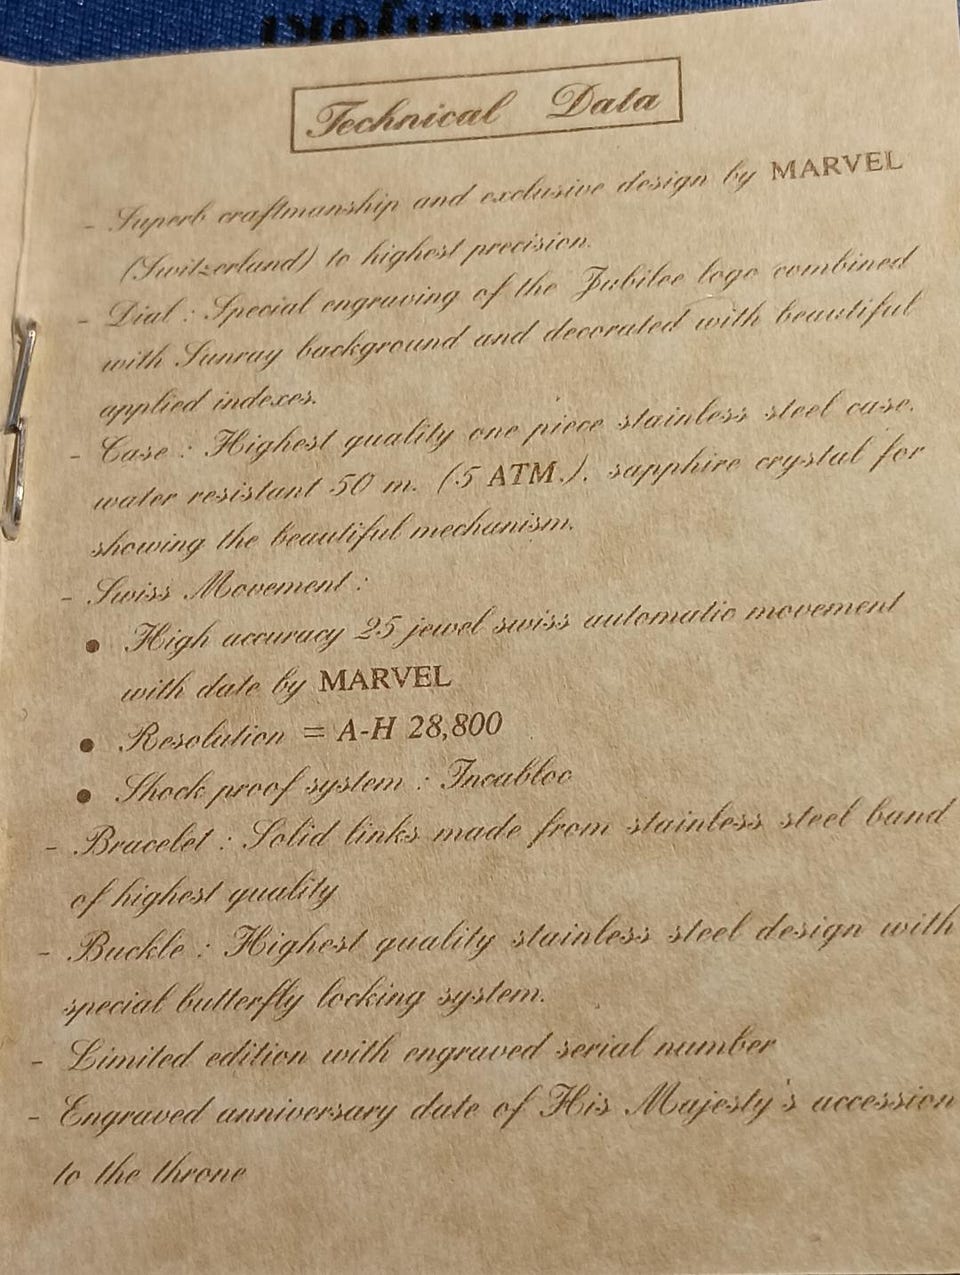 Technical Data
- Superb craftmanship and exclusive design by MARVEL
(Switzerland) to highest precision.
- Dial : Special engraving of the Jubilee logo combined
with Sunray background and decorated with beautiful
applied indexes.
- Case : Highest quality one piece stainless steel case,
water resistant 50 m. (5 ATM.), sapphire crystal for
showing the beautiful mechanism.
- Swiss Movement :
• High accuracy 25 jewel swiss automatic movement
with date by MARVEL
• Resolution = A-H 28,800
• Shock proof system : Incabloc
- Bracelet : Solid links made from stainless steel band
of highest quality
- Buckle : Highest quality stainless steel design with
special butterfly locking system.
- Limited edition with engraved serial number
- Engraved anniversary date of His Majesty's accession
to the throne